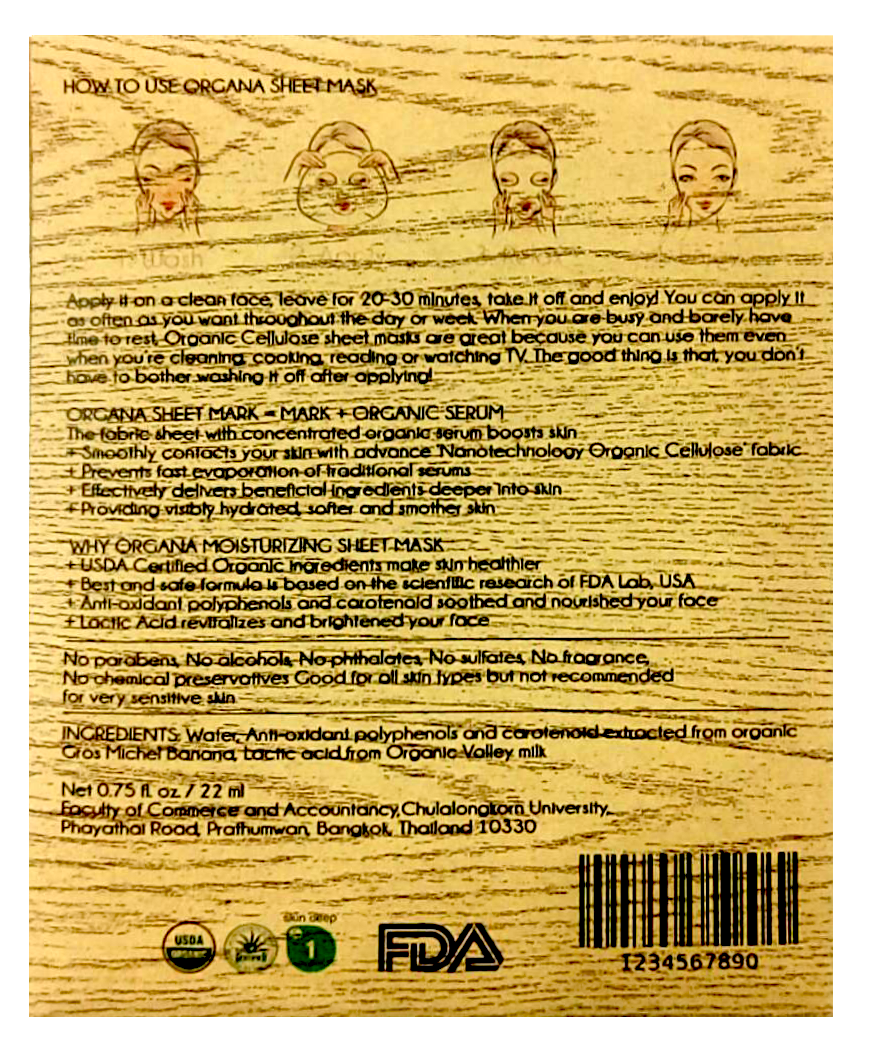 HOW TO USE ORGANA SHEET MASK
Wash
Apply it on a clean face, leave for 20-30 minutes, take it off and enjoy! You can apply it
as often as you want throughout the day or week. When you are busy and barely have
time to rest, Organic Cellulose sheet masks are great because you can use them even
when you're cleaning, cooking, reading or watching TV. The good thing is that, you don't
have to bother washing it off after applying!
ORGANA SHEET MARK = MARK + ORGANIC SERUM
The fabric sheet with concentrated organic serum boosts skin
+ Smoothly contacts your skin with advance "Nanotechnology Organic Cellulose" fabric
+ Prevents fast evaporation of traditional serums
+ Effectively delivers beneficial ingredients deeper into skin
+ Providing visibly hydrated, softer and smother skin
WHY ORGANA MOISTURIZING SHEET MASK
+ USDA Certified Organic ingredients make skin healthier
+ Best and safe formula is based on the scientific research of FDA Lab, USA
+ Anti-oxidant polyphenols and carotenoid soothed and nourished your face
+ Lactic Acid revitalizes and brightened your face
No parabens, No alcohols, No phthalates, No sulfates, No fragrance,
No chemical preservatives Good for all skin types but not recommended
for very sensitive skin
INGREDIENTS: Water, Anti-oxidant polyphenols and carotenoid extracted from organic
Gros Michel Banana, Lactic acid from Organic Valley milk
Net 0.75 fl. oz. / 22 ml
Faculty of Commerce and Accountancy, Chulalongkorn University,
Phayathai Road, Prathumwan, Bangkok, Thailand 10330
skin deep
USDA
ORGANIC
1
FDA
1234567890